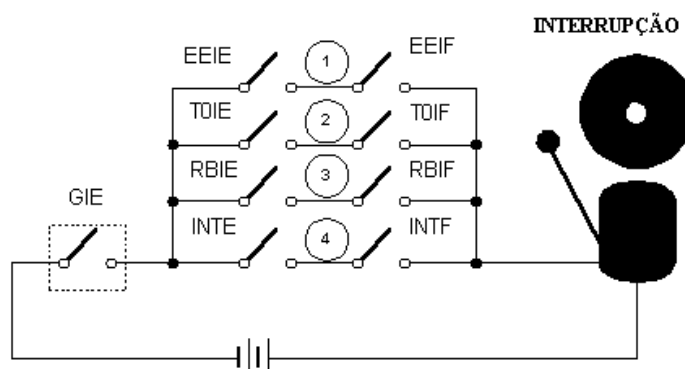 INTERRUPÇÃO
EEIE 1 EEIF
T0IE 2 T0IF
RBIE 3 RBIF
GIE
INTE 4 INTF